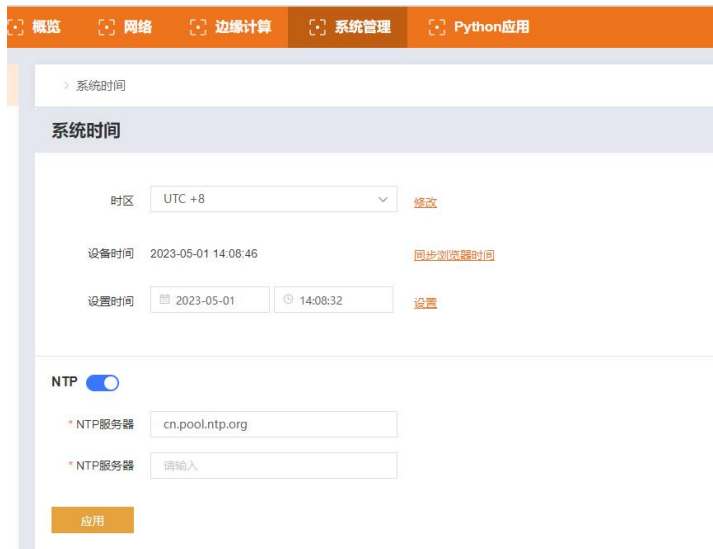 概览 网络 边缘计算 系统管理 Python应用
> 系统时间
系统时间
时区 UTC +8 修改
设备时间 2023-05-01 14:08:46 同步浏览器时间
设置时间 2023-05-01 14:08:32 设置
NTP
* NTP服务器 cn.pool.ntp.org
* NTP服务器 请输入
应用